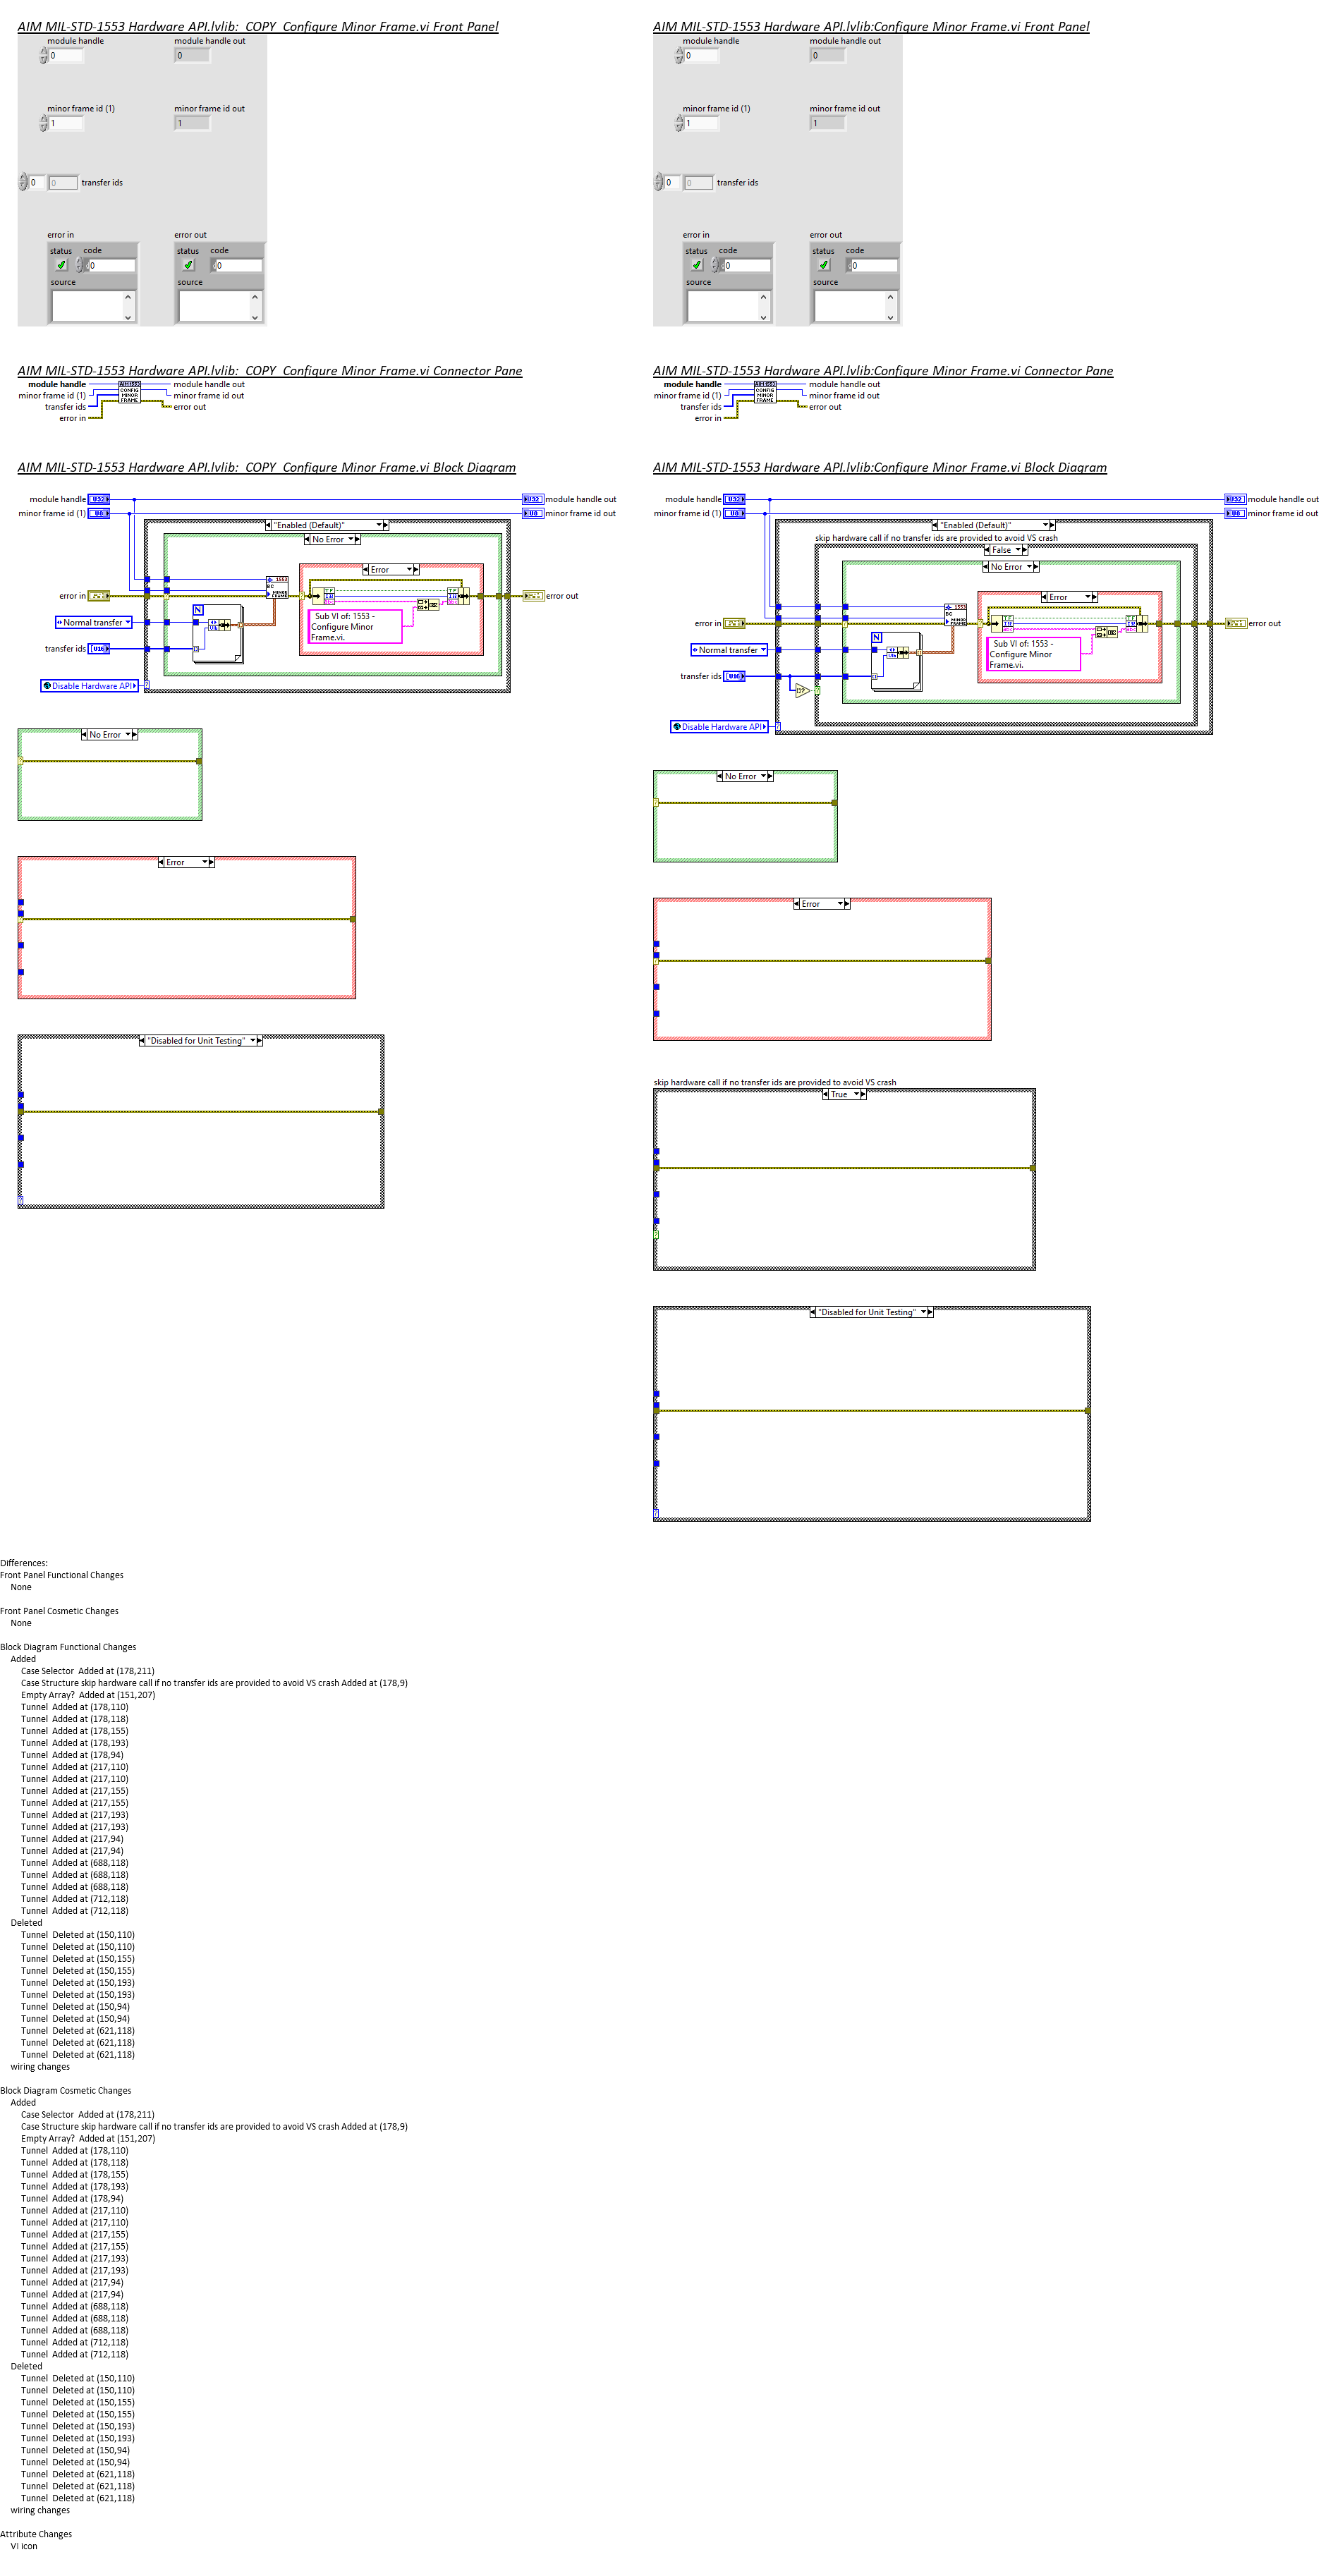 AIM MIL-STD-1553 Hardware API.lvlib:_COPY_Configure Minor Frame.vi Front Panel
module handle
module handle out
0
0
minor frame id (1)
minor frame id out
1
1
0
0
transfer ids
error in
error out
status
code
status
code
0
0
source
source
AIM MIL-STD-1553 Hardware API.lvlib:Configure Minor Frame.vi Front Panel
module handle
module handle out
0
0
minor frame id (1)
minor frame id out
1
1
0
0
transfer ids
error in
error out
status
code
status
code
0
0
source
source
AIM MIL-STD-1553 Hardware API.lvlib:_COPY_Configure Minor Frame.vi Connector Pane
module handle
minor frame id (1)
transfer ids
error in
AIM1553
CONFIG
MINOR
FRAME
module handle out
minor frame id out
error out
AIM MIL-STD-1553 Hardware API.lvlib:Configure Minor Frame.vi Connector Pane
module handle
minor frame id (1)
transfer ids
error in
AIM1553
CONFIG
MINOR
FRAME
module handle out
minor frame id out
error out
AIM MIL-STD-1553 Hardware API.lvlib:_COPY_Configure Minor Frame.vi Block Diagram
module handle
U32
U32
module handle out
minor frame id (1)
U8
U8
minor frame id out
"Enabled (Default)"
No Error
Error
1553
BC
MINOR
FRAME
error in
error out
N
Normal transfer
Sub VI of: 1553 -
Configure Minor
Frame.vi.
transfer ids
U16
Disable Hardware API
No Error
Error
"Disabled for Unit Testing"
AIM MIL-STD-1553 Hardware API.lvlib:Configure Minor Frame.vi Block Diagram
module handle
U32
U32
module handle out
minor frame id (1)
U8
U8
minor frame id out
"Enabled (Default)"
skip hardware call if no transfer ids are provided to avoid VS crash
False
No Error
Error
1553
BC
MINOR
FRAME
error in
error out
N
Normal transfer
Sub VI of: 1553 -
Configure Minor
Frame.vi.
transfer ids
U16
Disable Hardware API
No Error
Error
skip hardware call if no transfer ids are provided to avoid VS crash
True
"Disabled for Unit Testing"
Differences:
Front Panel Functional Changes
None
Front Panel Cosmetic Changes
None
Block Diagram Functional Changes
Added
Case Selector Added at (178,211)
Case Structure skip hardware call if no transfer ids are provided to avoid VS crash Added at (178,9)
Empty Array? Added at (151,207)
Tunnel Added at (178,110)
Tunnel Added at (178,118)
Tunnel Added at (178,155)
Tunnel Added at (178,193)
Tunnel Added at (178,94)
Tunnel Added at (217,110)
Tunnel Added at (217,110)
Tunnel Added at (217,155)
Tunnel Added at (217,155)
Tunnel Added at (217,193)
Tunnel Added at (217,193)
Tunnel Added at (217,94)
Tunnel Added at (217,94)
Tunnel Added at (688,118)
Tunnel Added at (688,118)
Tunnel Added at (688,118)
Tunnel Added at (712,118)
Tunnel Added at (712,118)
Deleted
Tunnel Deleted at (150,110)
Tunnel Deleted at (150,110)
Tunnel Deleted at (150,155)
Tunnel Deleted at (150,155)
Tunnel Deleted at (150,193)
Tunnel Deleted at (150,193)
Tunnel Deleted at (150,94)
Tunnel Deleted at (150,94)
Tunnel Deleted at (621,118)
Tunnel Deleted at (621,118)
Tunnel Deleted at (621,118)
wiring changes
Block Diagram Cosmetic Changes
Added
Case Selector Added at (178,211)
Case Structure skip hardware call if no transfer ids are provided to avoid VS crash Added at (178,9)
Empty Array? Added at (151,207)
Tunnel Added at (178,110)
Tunnel Added at (178,118)
Tunnel Added at (178,155)
Tunnel Added at (178,193)
Tunnel Added at (178,94)
Tunnel Added at (217,110)
Tunnel Added at (217,110)
Tunnel Added at (217,155)
Tunnel Added at (217,155)
Tunnel Added at (217,193)
Tunnel Added at (217,193)
Tunnel Added at (217,94)
Tunnel Added at (217,94)
Tunnel Added at (688,118)
Tunnel Added at (688,118)
Tunnel Added at (688,118)
Tunnel Added at (712,118)
Tunnel Added at (712,118)
Deleted
Tunnel Deleted at (150,110)
Tunnel Deleted at (150,110)
Tunnel Deleted at (150,155)
Tunnel Deleted at (150,155)
Tunnel Deleted at (150,193)
Tunnel Deleted at (150,193)
Tunnel Deleted at (150,94)
Tunnel Deleted at (150,94)
Tunnel Deleted at (621,118)
Tunnel Deleted at (621,118)
Tunnel Deleted at (621,118)
wiring changes
Attribute Changes
VI icon